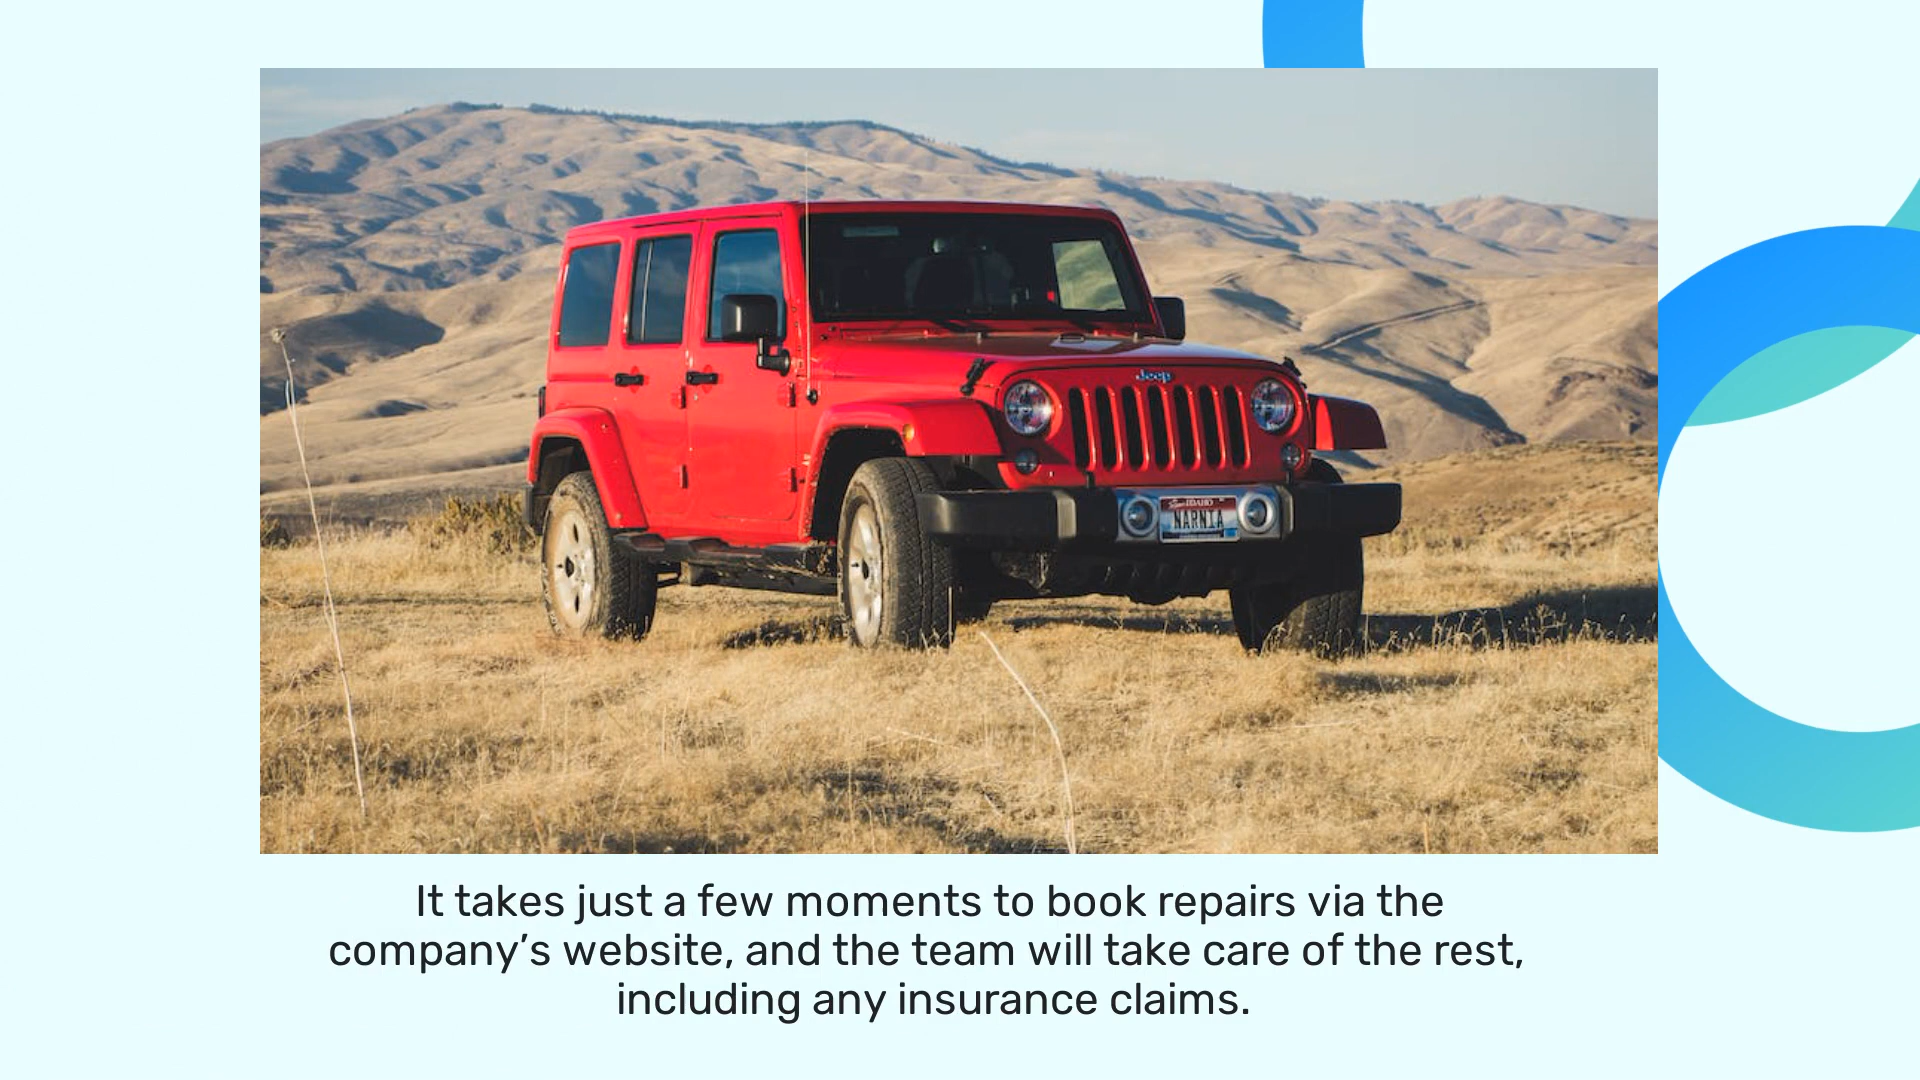 Jeep
IDAHO
NARNIA
It takes just a few moments to book repairs via the
company’s website, and the team will take care of the rest,
including any insurance claims.